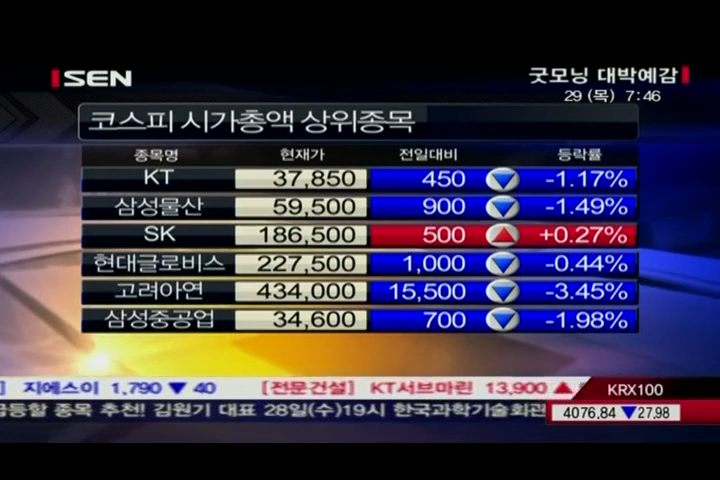 SEN
굿모닝 대박예감
29 (목) 7:46
코스피 시가총액 상위종목
종목명 현재가 전일대비 등락률
KT 37,850 450 ▼ -1.17%
삼성물산 59,500 900 ▼ -1.49%
SK 186,500 500 ▲ +0.27%
현대글로비스 227,500 1,000 ▼ -0.44%
고려아연 434,000 15,500 ▼ -3.45%
삼성중공업 34,600 700 ▼ -1.98%
] 지에스이 1,790 ▼ 40 [전문건설] KT서브마린 13,900 ▲
KRX100
급등할 종목 추천! 김원기 대표 28일(수)19시 한국과학기술회관
4076.84 ▼27.98